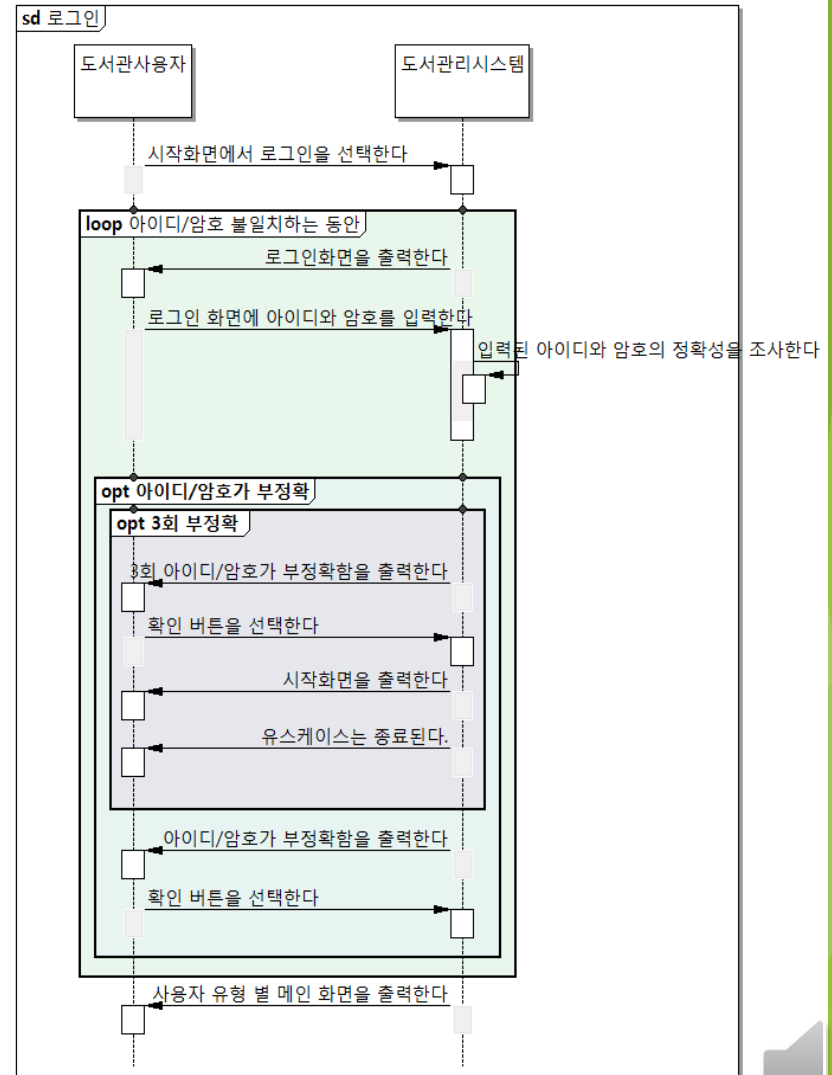 sd 로그인
도서관사용자
도서관리시스템
시작화면에서 로그인을 선택한다
loop 아이디/암호 불일치하는 동안
로그인화면을 출력한다
로그인 화면에 아이디와 암호를 입력한다
입력된 아이디와 암호의 정확성을 조사한다
opt 아이디/암호가 부정확
opt 3회 부정확
3회 아이디/암호가 부정확함을 출력한다
확인 버튼을 선택한다
시작화면을 출력한다
유스케이스는 종료된다.
아이디/암호가 부정확함을 출력한다
확인 버튼을 선택한다
사용자 유형 별 메인 화면을 출력한다